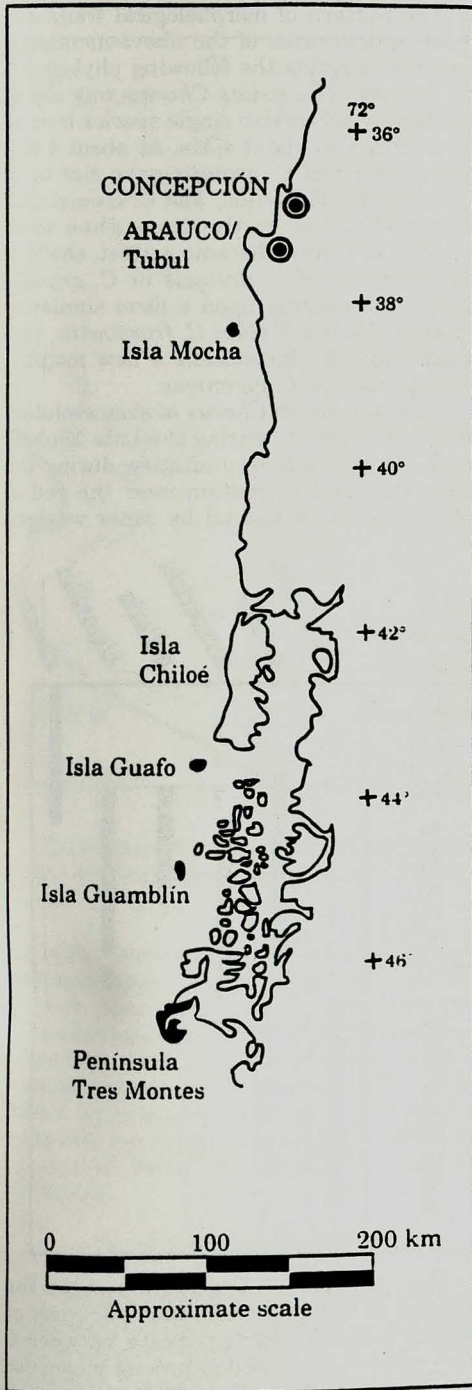 72°
36°
CONCEPCIÓN
ARAUCO/
Tubul
38°
Isla Mocha
40°
42°
Isla
Chiloé
Isla Guafo
44°
Isla Guamblín
46°
Península
Tres Montes
0 100 200 km
Approximate scale